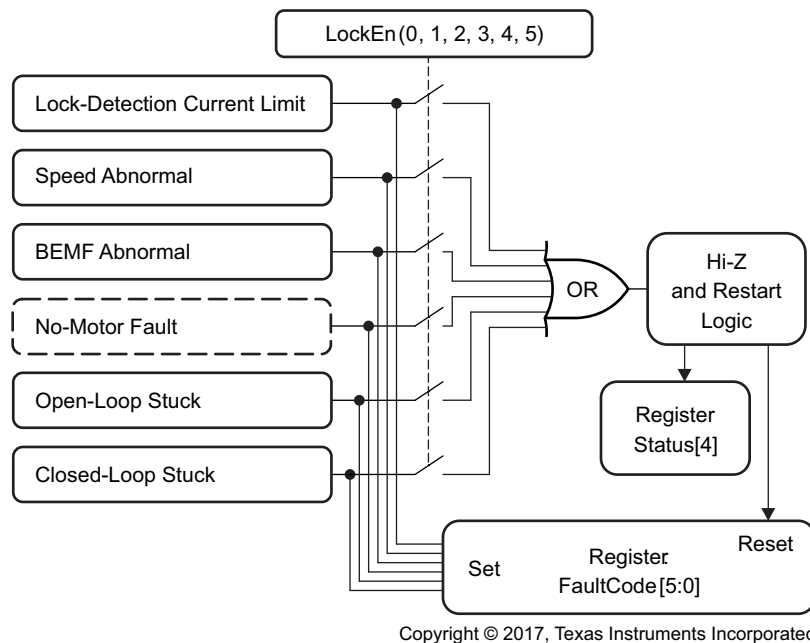 LockEn(0, 1, 2, 3, 4, 5)
Lock-Detection Current Limit
Speed Abnormal
BEMF Abnormal
No-Motor Fault
Open-Loop Stuck
Closed-Loop Stuck
OR
Hi-Z
and Restart
Logic
Register
Status[4]
Reset
Set
Register
FaultCode[5:0]
Copyright © 2017, Texas Instruments Incorporated